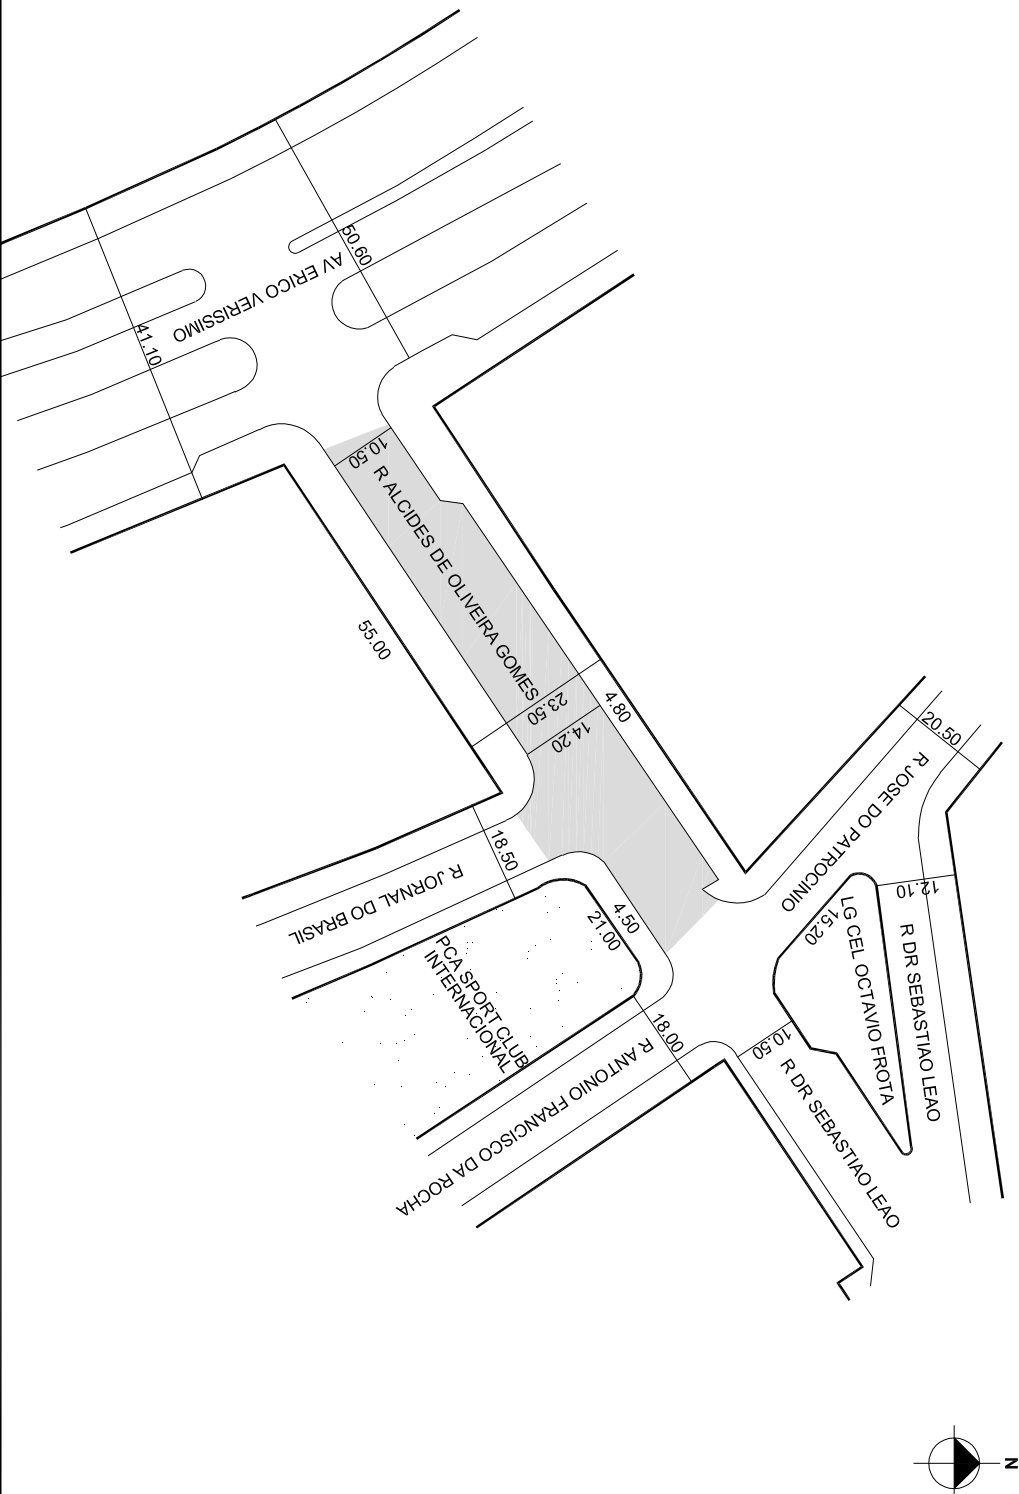 50.60
AV ERICO VERISSIMO
41.10
10.50
R ALCIDES DE OLIVEIRA GOMES
55.00
23.50
4.80
14.20
20.50
R JOSE DO PATROCINIO
18.50
R JORNAL DO BRASIL
12.10
4.50
21.00
15.20
LG CEL OCTAVIO FROTA
R DR SEBASTIAO LEAO
PCA SPORT CLUB
INTERNACIONAL
18.00
10.50
R ANTONIO FRANCISCO DA ROCHA
R DR SEBASTIAO LEAO
N